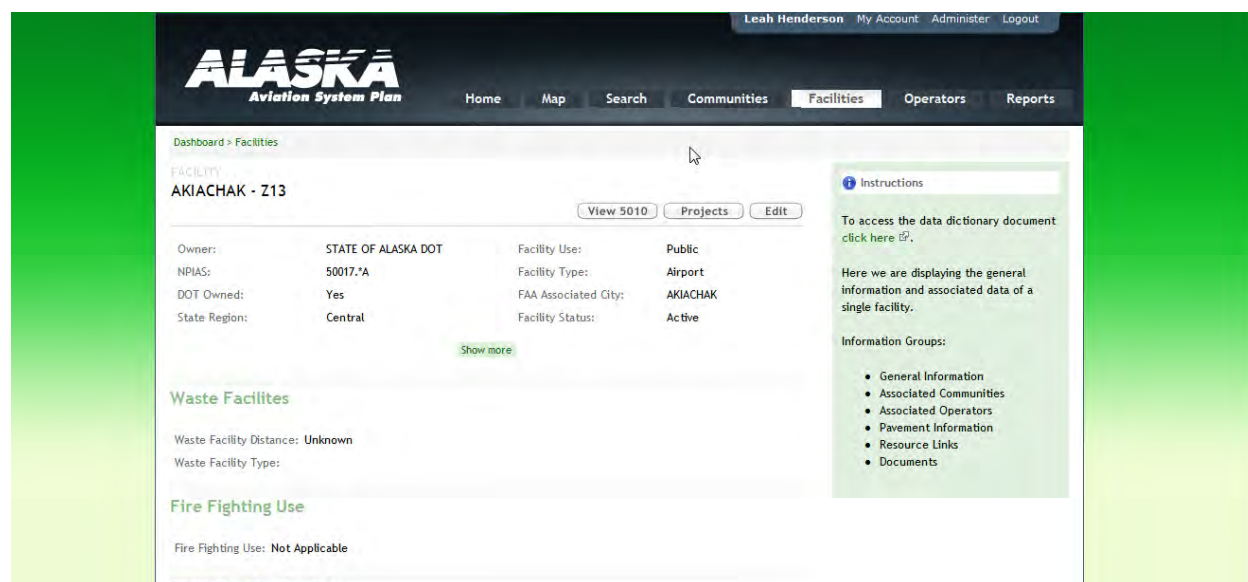 Leah Henderson My Account Administer Logout
ALASKA
Aviation System Plan
Home Map Search Communities Facilities Operators Reports
Dashboard > Facilities
FACILITY
AKIACHAK - Z13
View 5010 Projects Edit
Owner: STATE OF ALASKA DOT Facility Use: Public
NPIAS: 50017.*A Facility Type: Airport
DOT Owned: Yes FAA Associated City: AKIACHAK
State Region: Central Facility Status: Active
Show more
Waste Facilites
Waste Facility Distance: Unknown
Waste Facility Type:
Fire Fighting Use
Fire Fighting Use: Not Applicable
Instructions
To access the data dictionary document
click here.
Here we are displaying the general
information and associated data of a
single facility.
Information Groups:
• General Information
• Associated Communities
• Associated Operators
• Pavement Information
• Resource Links
• Documents